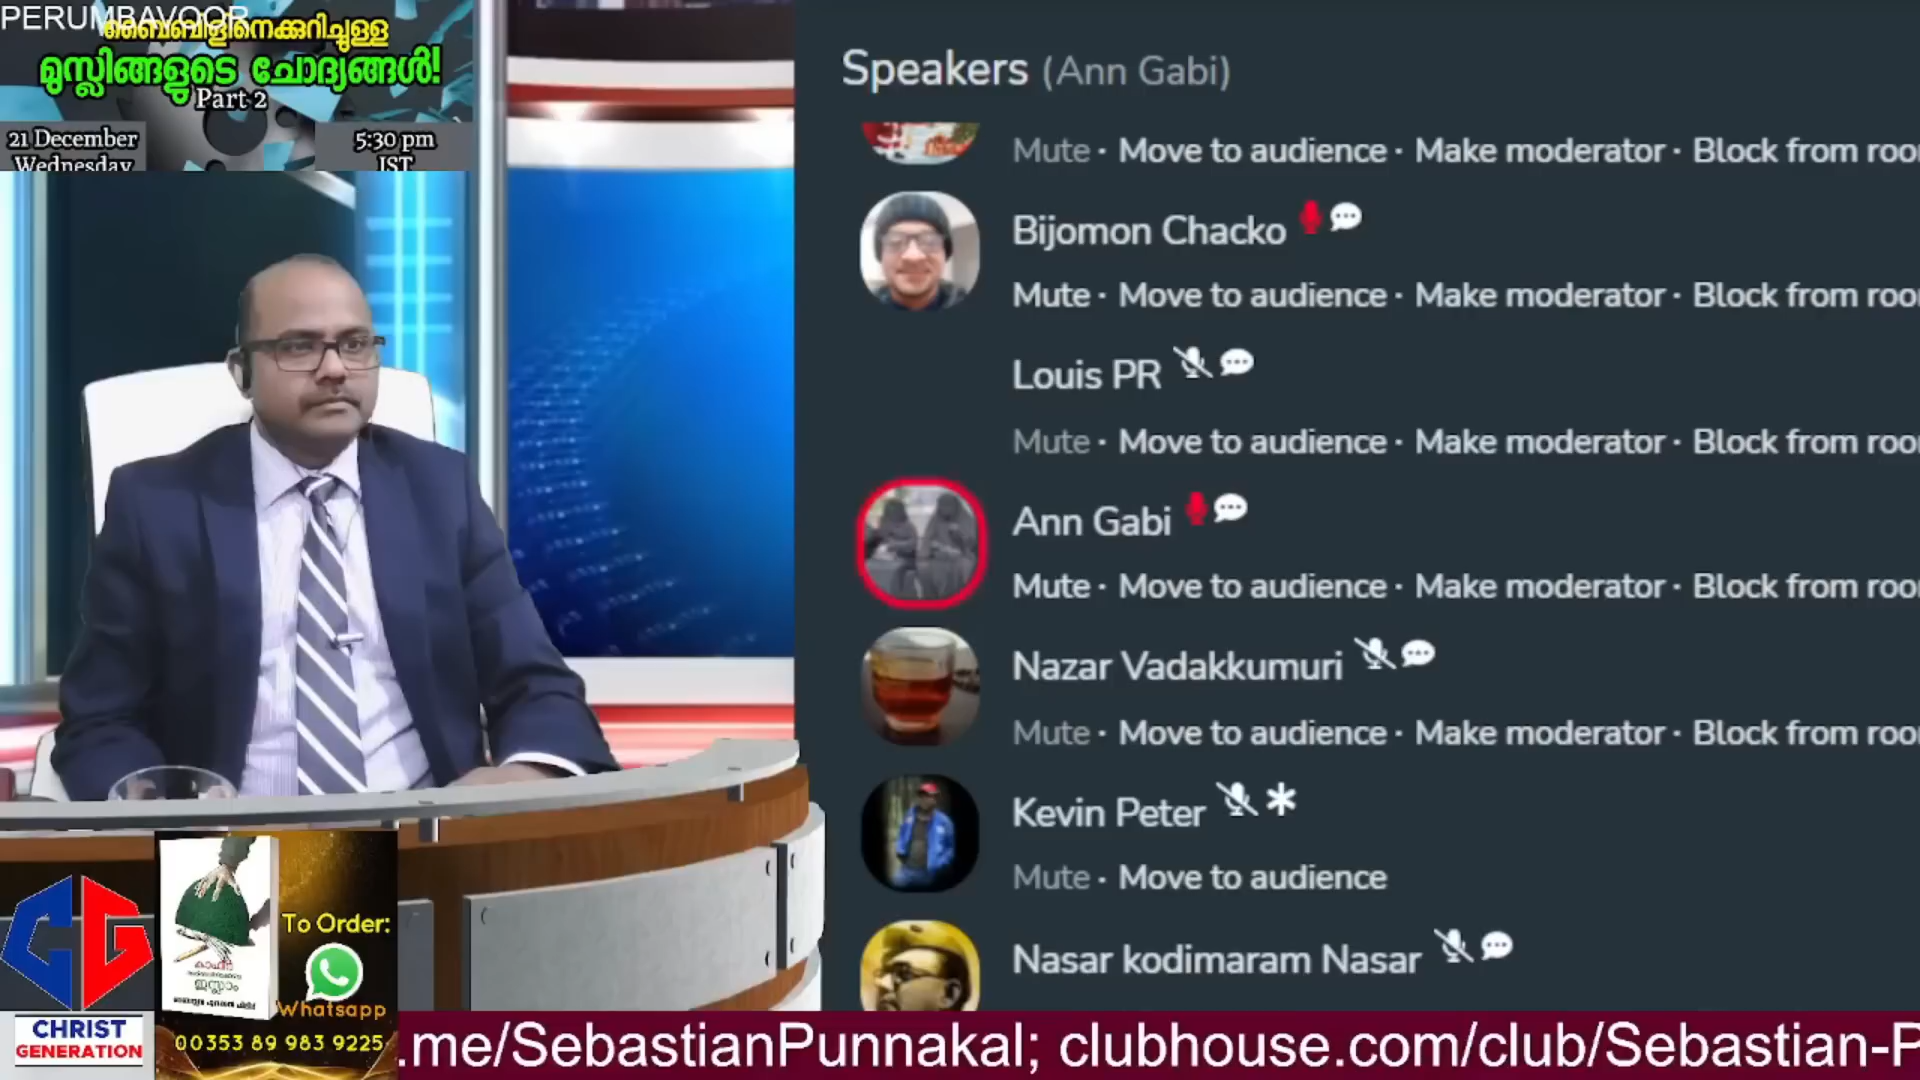 PERUMBAVOOR
ബൈബിളിനെക്കുറിച്ചുള്ള
മുസ്ലിങ്ങളുടെ ചോദ്യങ്ങൾ!
Part 2
21 December
Wednesday
5:30 pm
IST
Speakers (Ann Gabi)
Mute · Move to audience · Make moderator · Block from roo
Bijomon Chacko
Mute · Move to audience · Make moderator · Block from roo
Louis PR
Mute · Move to audience · Make moderator · Block from roo
Ann Gabi
Mute · Move to audience · Make moderator · Block from roo
Nazar Vadakkumuri
Mute · Move to audience · Make moderator · Block from roo
Kevin Peter
Mute · Move to audience
Nasar kodimaram Nasar
CG
CHRIST
GENERATION
ഇസ്ലാം
To Order:
Whatsapp
00353 89 983 9225
.me/SebastianPunnakal; clubhouse.com/club/Sebastian-P